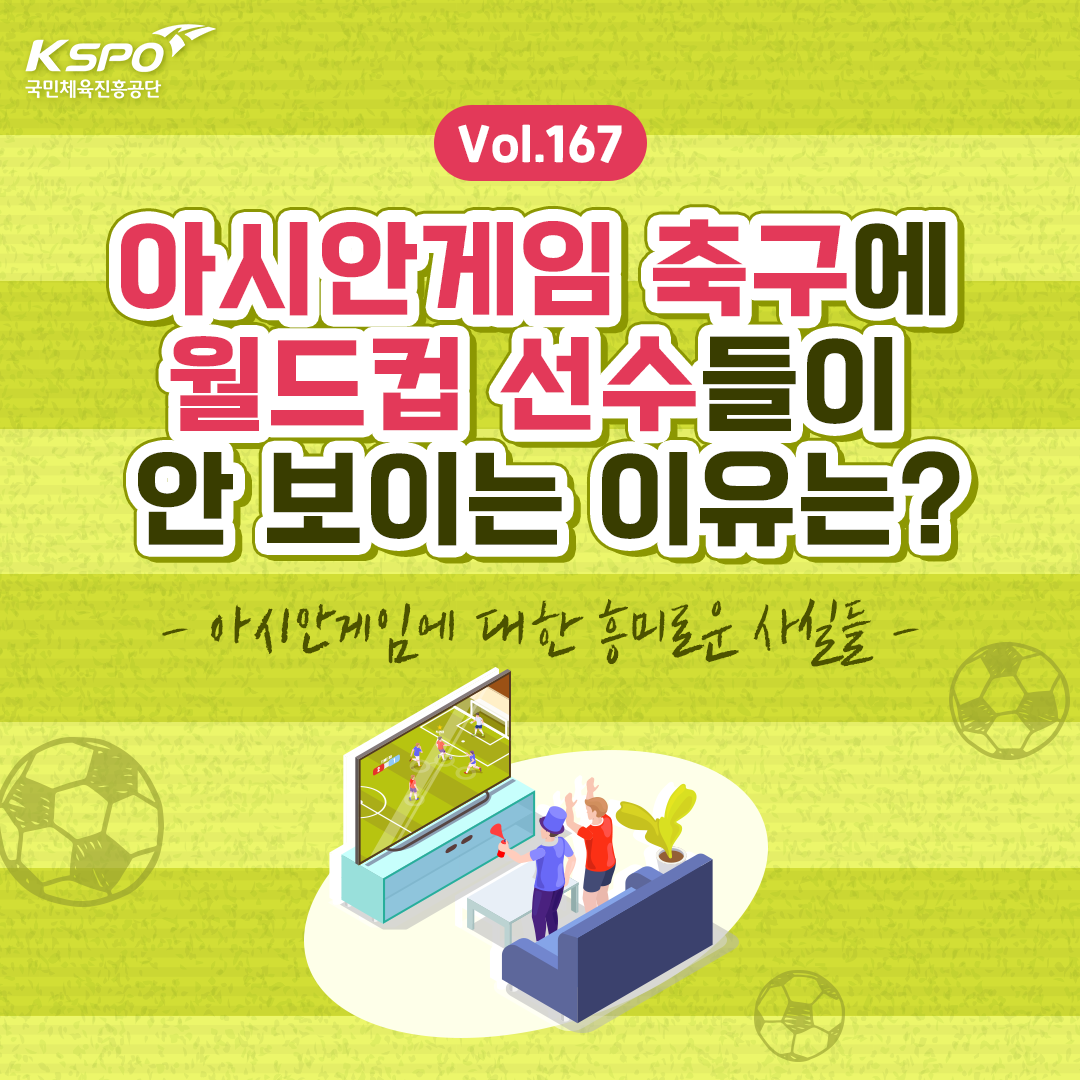 KSPO
국민체육진흥공단
Vol.167
아시안게임 축구에
월드컵 선수들이
안 보이는 이유는?
- 아시안게임에 대한 흥미로운 사실들 -